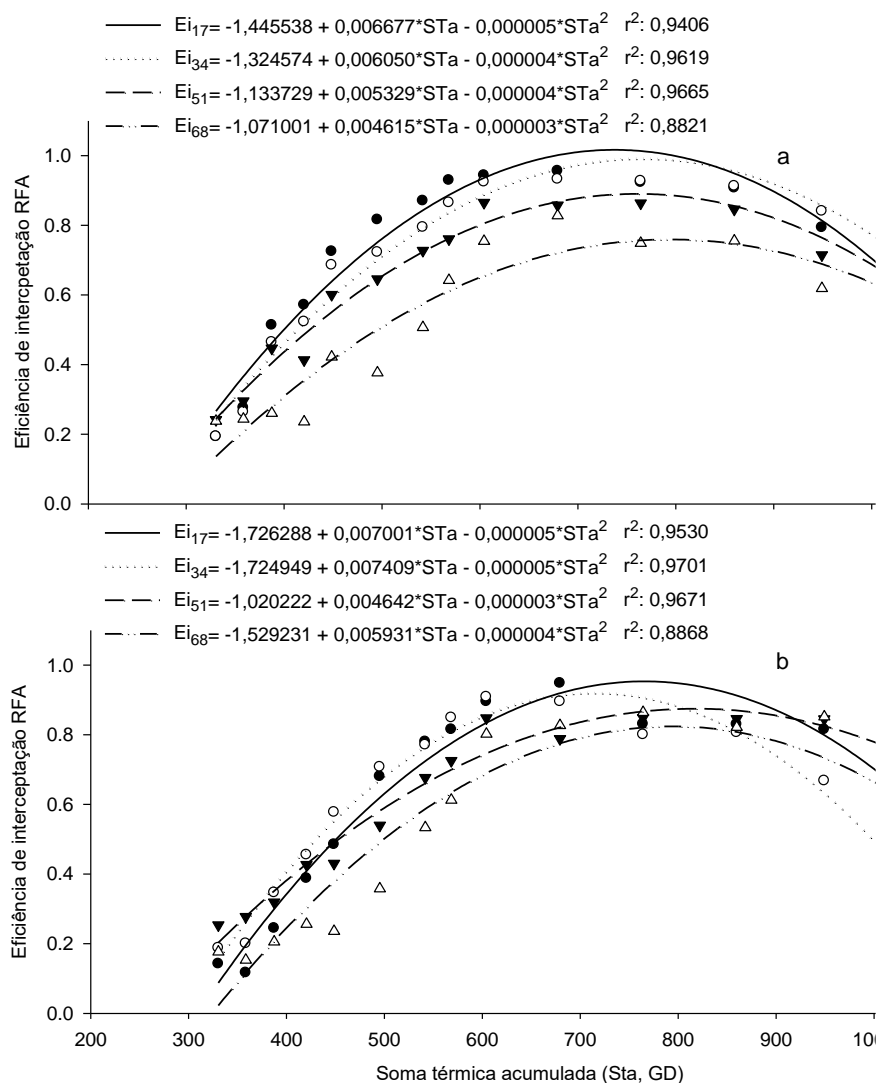 Ei17= -1,445538 + 0,006677*STa - 0,000005*STa² r²: 0,9406
Ei34= -1,324574 + 0,006050*STa - 0,000004*STa² r²: 0,9619
Ei51= -1,133729 + 0,005329*STa - 0,000004*STa² r²: 0,9665
Ei68= -1,071001 + 0,004615*STa - 0,000003*STa² r²: 0,8821
a
1.0
0.8
0.6
0.4
0.2
0.0
Eficiência de intercpetação RFA
Ei17= -1,726288 + 0,007001*STa - 0,000005*STa² r²: 0,9530
Ei34= -1,724949 + 0,007409*STa - 0,000005*STa² r²: 0,9701
Ei51= -1,020222 + 0,004642*STa - 0,000003*STa² r²: 0,9671
Ei68= -1,529231 + 0,005931*STa - 0,000004*STa² r²: 0,8868
b
1.0
0.8
0.6
0.4
0.2
0.0
Eficiência de interceptação RFA
200 300 400 500 600 700 800 900
Soma térmica acumulada (Sta, GD)